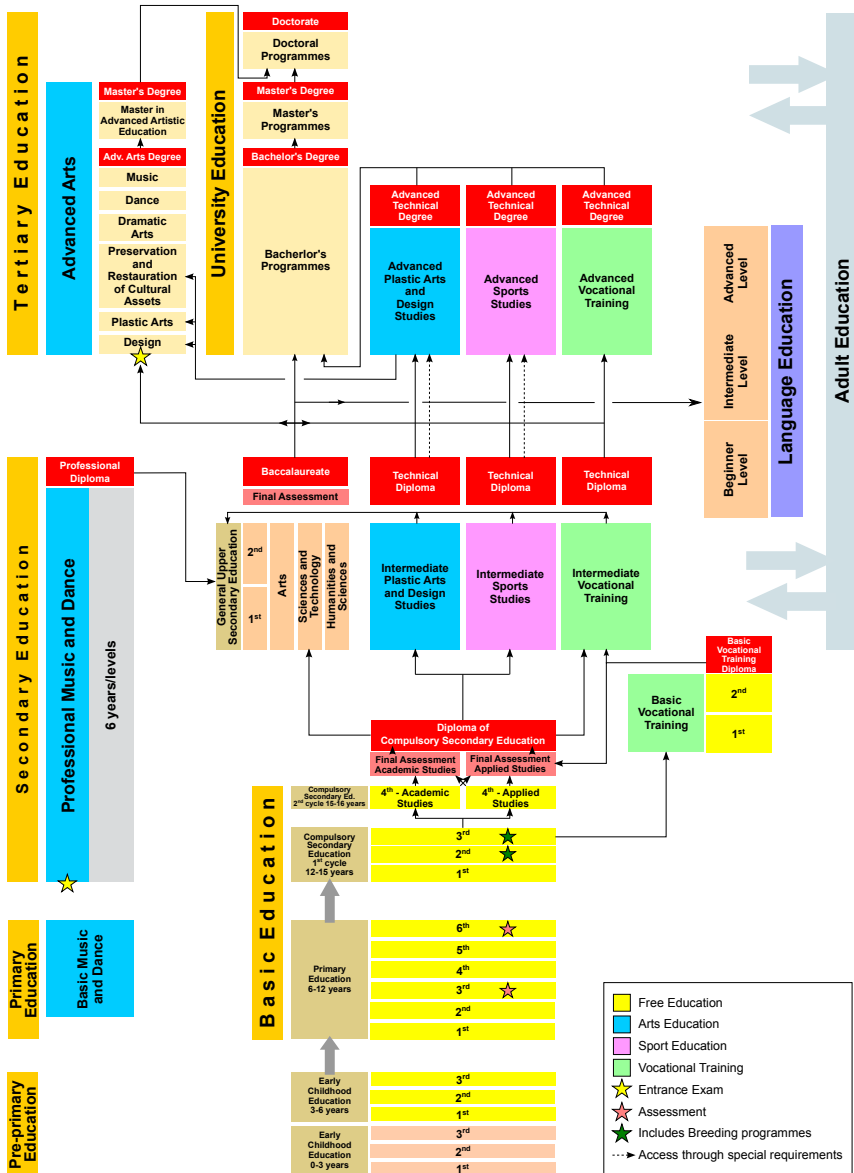 Tertiary Education
Advanced Arts
Master's Degree
Master in
Advanced Artistic
Education
Adv. Arts Degree
Music
Dance
Dramatic
Arts
Preservation and
Restauration
of Cultural
Assets
Plastic Arts
Design
University Education
Doctorate
Doctoral
Programmes
Master's Degree
Master's
Programmes
Bachelor's Degree
Bacherlor's
Programmes
Advanced
Technical
Degree
Advanced
Technical
Degree
Advanced
Technical
Degree
Advanced
Plastic Arts
and
Design
Studies
Advanced
Sports
Studies
Advanced
Vocational
Training
Advanced
Level
Intermediate
Level
Beginner
Level
Language Education
Adult Education
Secondary Education
Professional
Diploma
Professional Music and Dance
6 years/levels
Baccalaureate
Final Assessment
Technical
Diploma
Technical
Diploma
Technical
Diploma
General Upper
Secondary Education
2nd
1st
Arts
Sciences and
Technology
Humanities and
Sciences
Intermediate
Plastic Arts
and Design
Studies
Intermediate
Sports
Studies
Intermediate
Vocational
Training
Basic
Vocational
Training
Diploma
Basic
Vocational
Training
2nd
1st
Diploma of
Compulsory Secondary Education
Final Assessment
Academic Studies
Final Assessment
Applied Studies
Basic Education
Compulsory
Secondary Ed.
2nd cycle 15-16 years
4th - Academic
Studies
4th - Applied
Studies
Compulsory
Secondary
Education
1st cycle
12-15 years
3rd
2nd
1st
Primary
Education
Basic Music
and Dance
Primary
Education
6-12 years
6th
5th
4th
3rd
2nd
1st
Pre-primary
Education
Early
Childhood
Education
3-6 years
3rd
2nd
1st
Early
Childhood
Education
0-3 years
3rd
2nd
1st
Free Education
Arts Education
Sport Education
Vocational Training
Entrance Exam
Assessment
Includes Breeding programmes
Access through special requirements